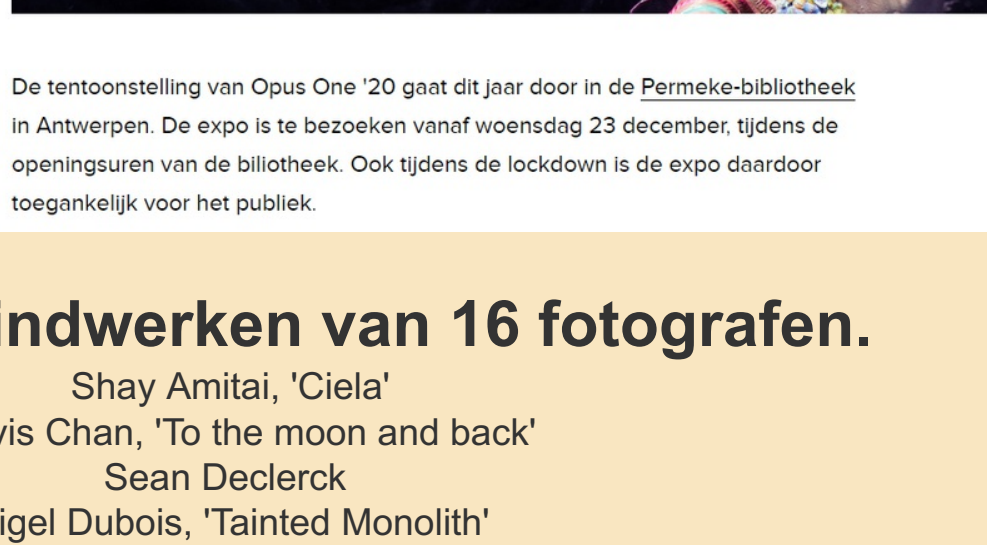 De tentoonstelling van Opus One '20 gaat dit jaar door in de Permeke-bibliotheek
in Antwerpen. De expo is te bezoeken vanaf woensdag 23 december, tijdens de
openingsuren van de biliotheek. Ook tijdens de lockdown is de expo daardoor
toegankelijk voor het publiek.
indwerken van 16 fotografen.
Shay Amitai, 'Ciela'
vis Chan, 'To the moon and back'
Sean Declerck
igel Dubois, 'Tainted Monolith'